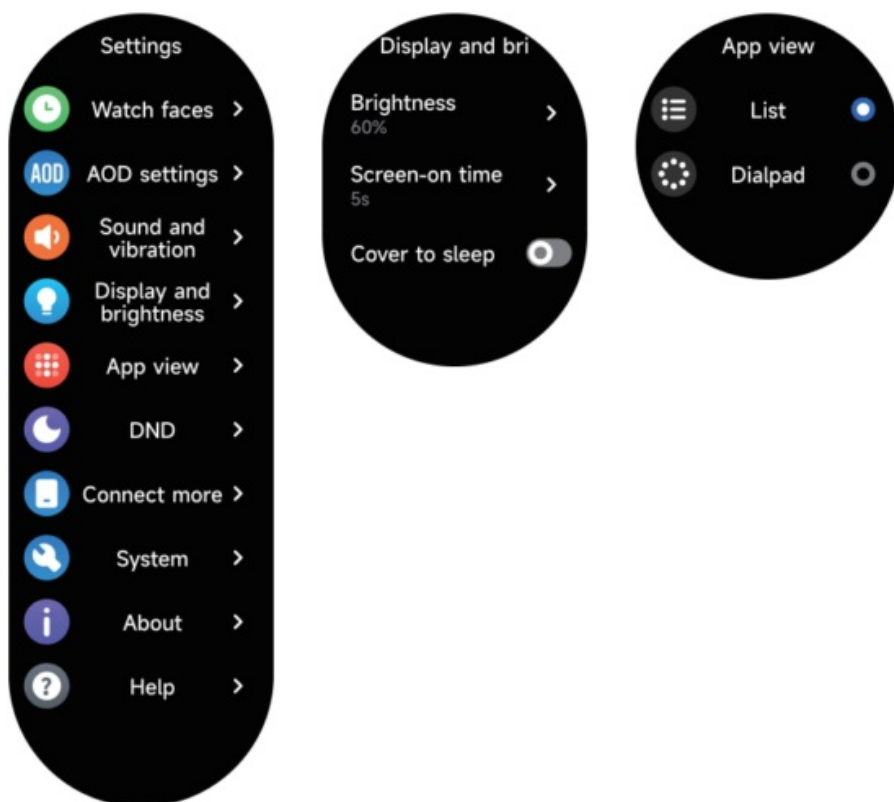 Settings
Watch faces
AOD
AOD settings
Sound and
vibration
Display and
brightness
App view
DND
Connect more
System
i
About
?
Help
Display and bri
Brightness
60%
Screen-on time
5s
Cover to sleep
App view
List
Dialpad